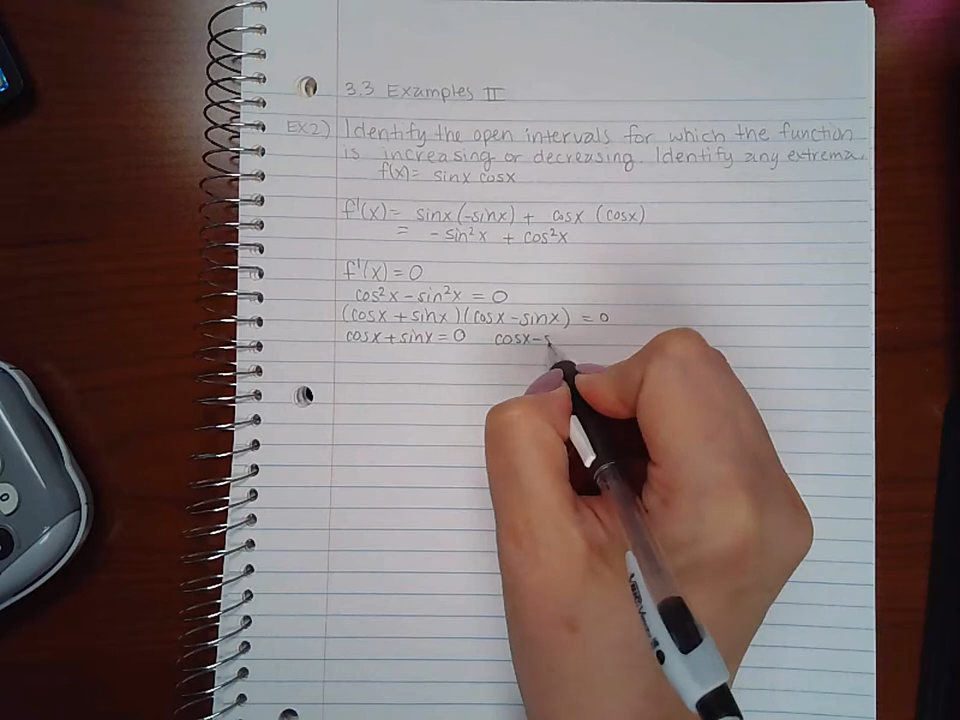 3.3 Examples II
EX2) Identify the open intervals for which the function
is increasing or decreasing. Identify any extrema.
f(x) = sinx cosx
f'(x) = sinx(-sinx) + cosx (cosx)
= -sin²x + cos²x
f'(x) = 0
cos²x - sin²x = 0
(cosx + sinx)(cosx - sinx) = 0
cosx + sinx = 0 cosx - s